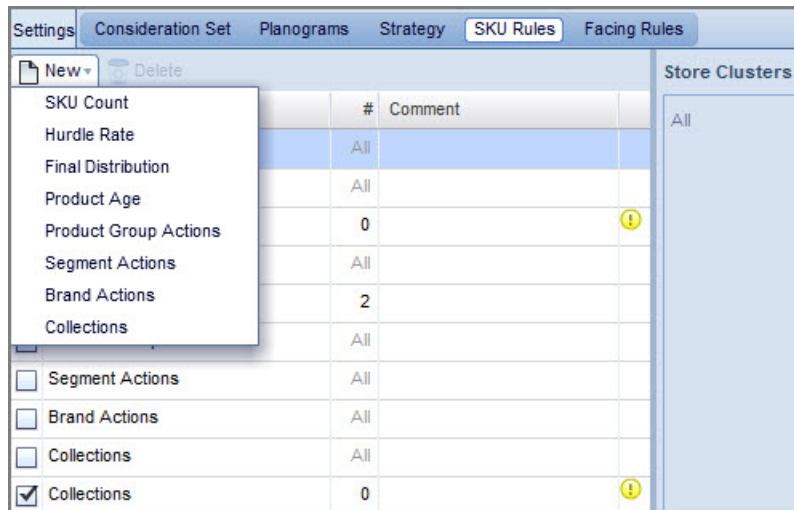 Settings Consideration Set Planograms Strategy SKU Rules Facing Rules
New Delete Store Clusters
SKU Count
# Comment
All
Hurdle Rate
All
Final Distribution
Product Age
All
Product Group Actions
0
Segment Actions
All
Brand Actions
2
Collections
All
Segment Actions All
Brand Actions All
Collections All
Collections 0